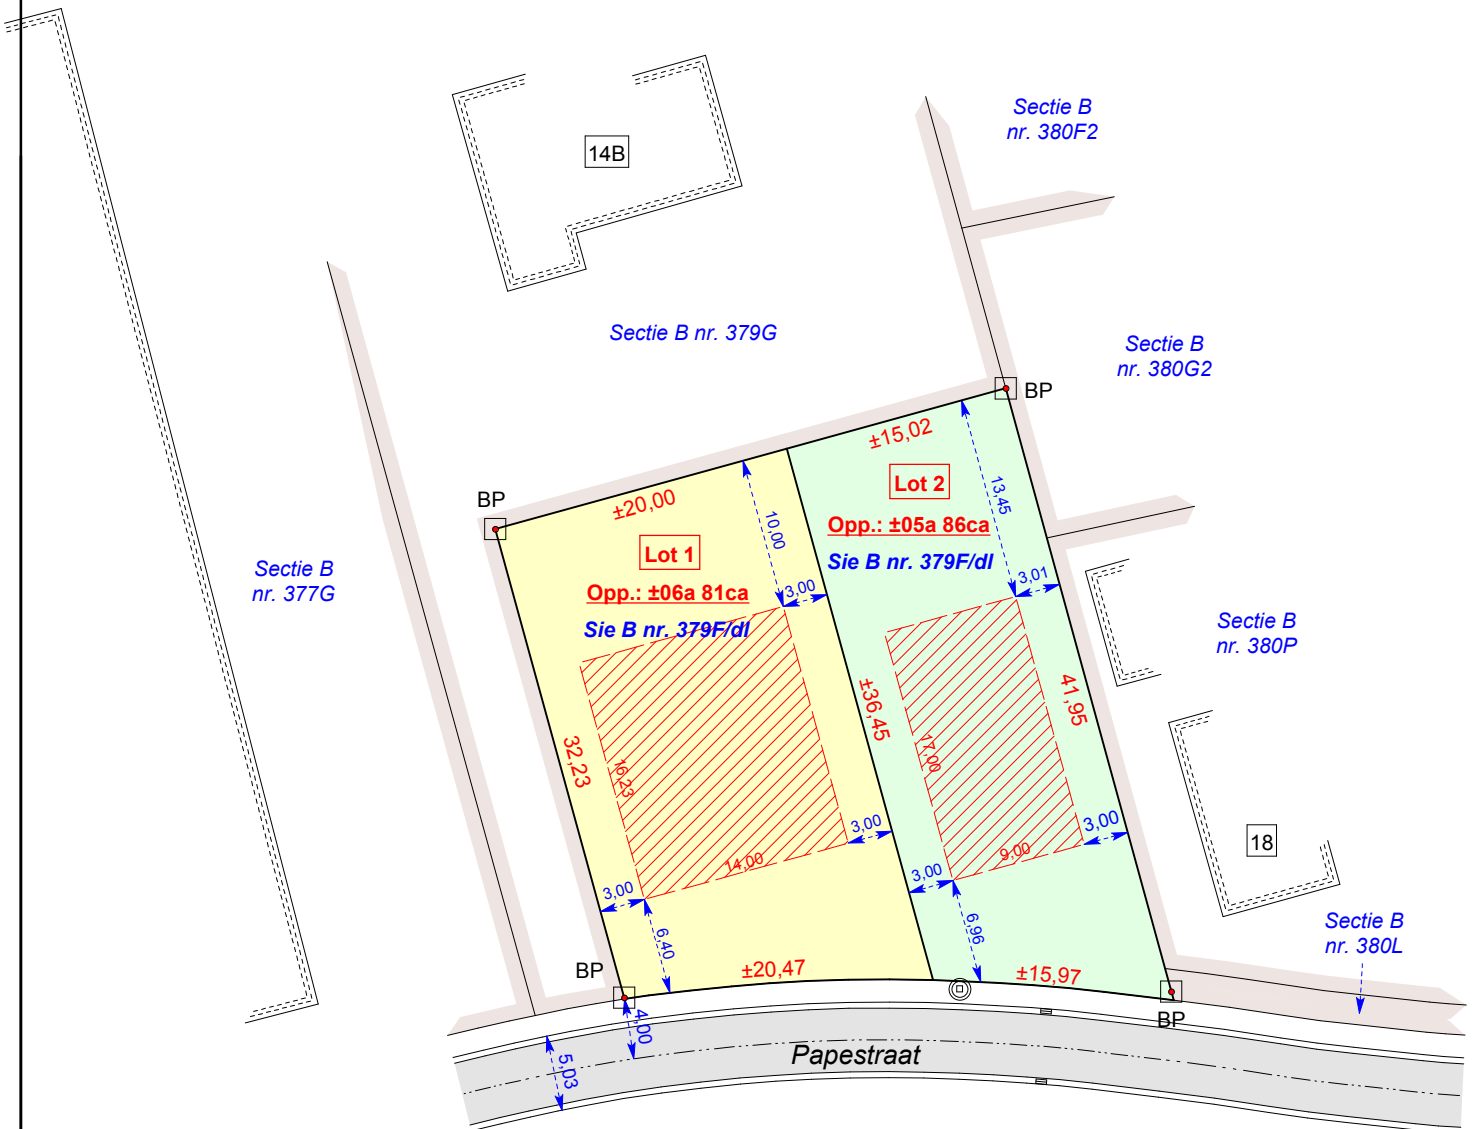 Sectie B
nr. 380F2
14B
Sectie B nr. 379G
Sectie B
nr. 380G2
BP
±15,02
Lot 2
13,45
BP
±20,00
10,00
Opp.: ±05a 86ca
Lot 1
Sie B nr. 379F/dl
Sectie B
nr. 377G
3,01
Opp.: ±06a 81ca
3,00
Sie B nr. 379F/dl
Sectie B
nr. 380P
±36,45
41,95
32,23
17,00
16,23
3,00
3,00
18
14,00
9,00
3,00
3,00
6,40
6,96
Sectie B
nr. 380L
BP
±20,47
±15,97
BP
4,00
Papestraat
5,03